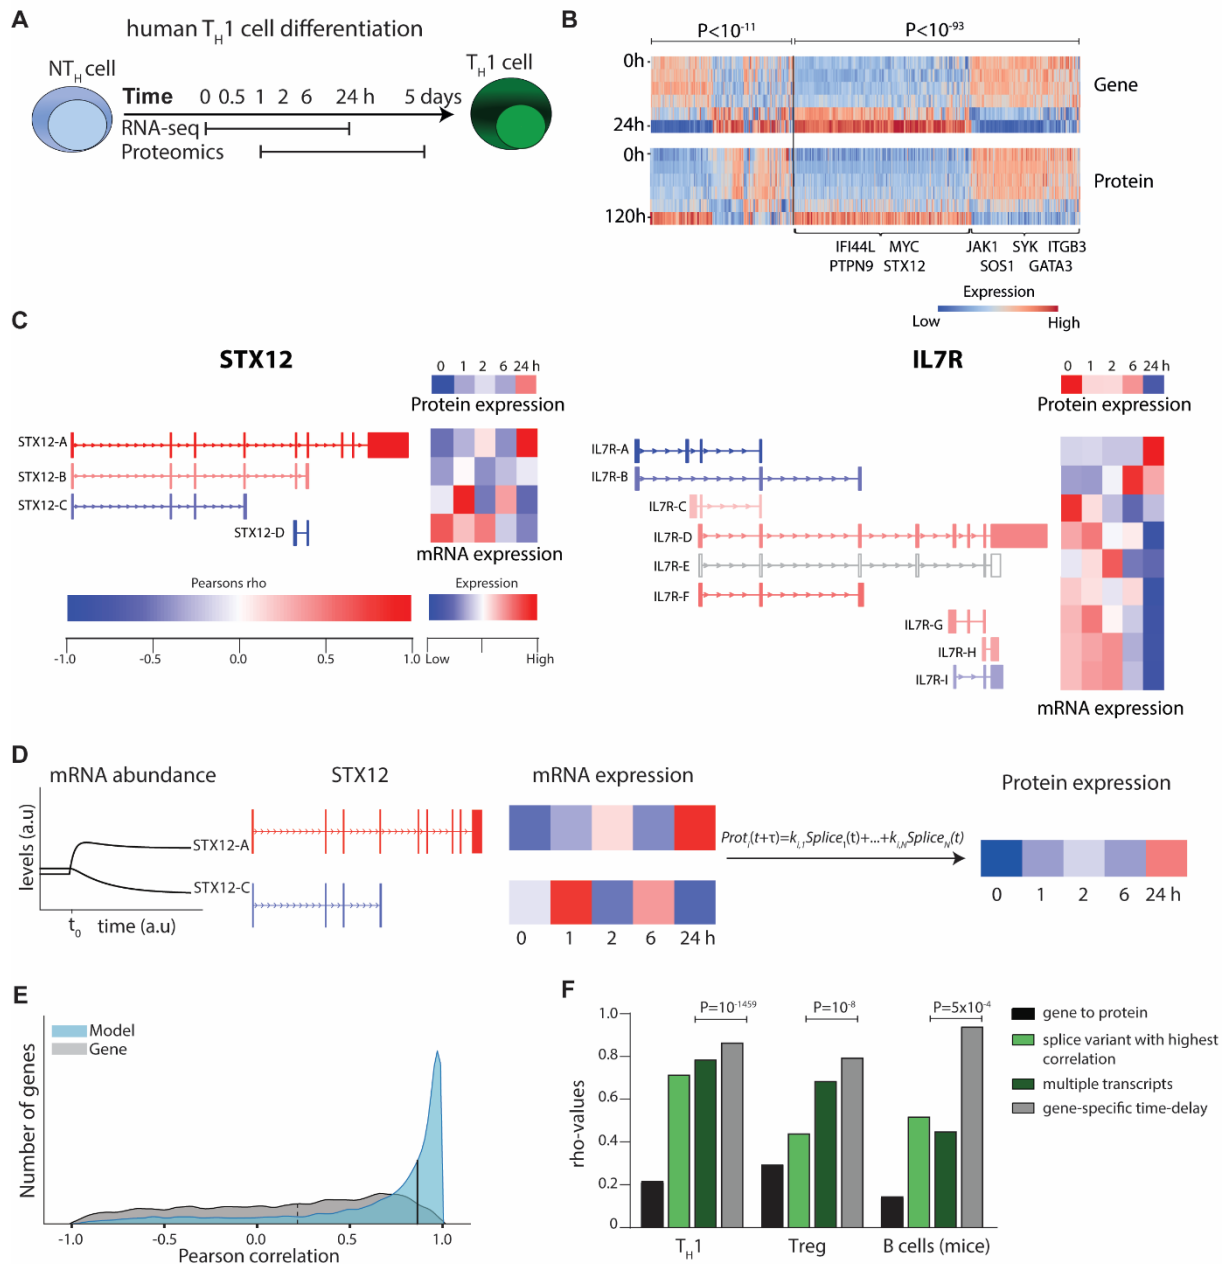 A
human TH1 cell differentiation
NTH cell
TH1 cell
Time 0 0.5 1 2 6 24 h 5 days
RNA-seq
Proteomics
B
P<10-11
P<10-93
0h
Gene
24h
0h
Protein
120h
IFI44L MYC JAK1 SYK ITGB3
PTPN9 STX12 SOS1 GATA3
Expression
Low High
C
STX12
0 1 2 6 24 h
Protein expression
STX12-A
STX12-B
STX12-C
STX12-D
mRNA expression
Pearsons rho
-1.0 -0.5 0.0 0.5 1.0
Expression
Low High
IL7R
0 1 2 6 24 h
Protein expression
IL7R-A
IL7R-B
IL7R-C
IL7R-D
IL7R-E
IL7R-F
IL7R-G
IL7R-H
IL7R-I
mRNA expression
D
mRNA abundance
STX12
mRNA expression
Protein expression
levels (a.u)
STX12-A
STX12-C
t0 time (a.u)
0 1 2 6 24 h
Proti(t+τ)=ki,1Splice1(t)+...+ki,NSpliceN(t)
0 1 2 6 24 h
E
Model
Gene
Number of genes
-1.0 -0.5 0.0 0.5 1.0
Pearson correlation
F
P=10-1459
P=10-8
P=5x10-4
1.0
0.8
0.6
0.4
0.2
0
rho-values
TH1 Treg B cells (mice)
gene to protein
splice variant with highest
correlation
multiple transcripts
gene-specific time-delay